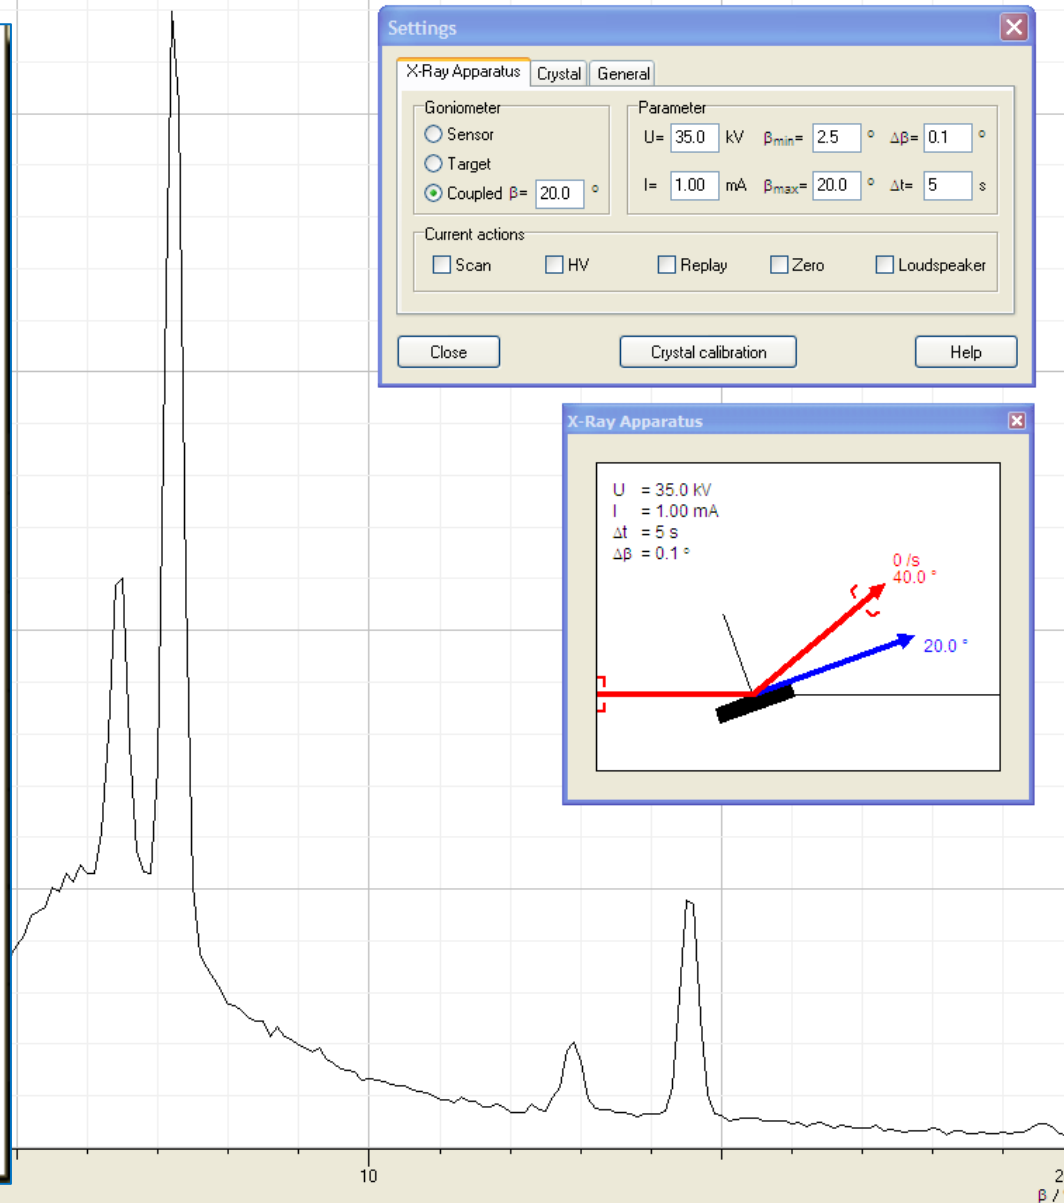 Settings
X-Ray Apparatus Crystal General
Goniometer
Sensor
Target
Coupled β= 20.0 °
Parameter
U= 35.0 kV βmin= 2.5 ° Δβ= 0.1 °
I= 1.00 mA βmax= 20.0 ° Δt= 5 s
Current actions
Scan HV Replay Zero Loudspeaker
Close Crystal calibration Help
X-Ray Apparatus
U = 35.0 kV
I = 1.00 mA
Δt = 5 s
Δβ = 0.1 °
0 /s
40.0 °
20.0 °
10 2
β /